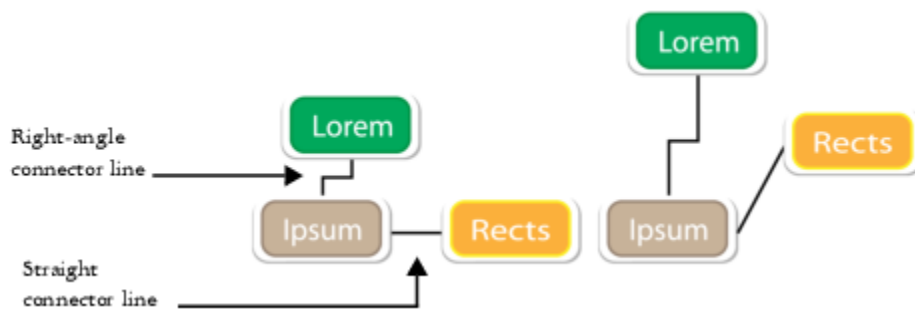 Lorem
Lorem
Right-angle
connector line
Rects
Ipsum
Rects
Ipsum
Straight
connector line